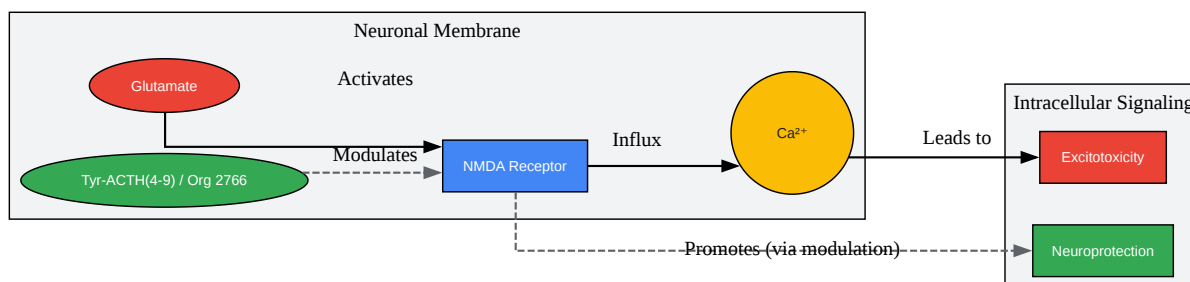 Neuronal Membrane
Glutamate
Activates
Intracellular Signaling
Ca²⁺
Influx
Leads to
Excitotoxicity
Modulates
NMDA Receptor
Tyr-ACTH(4-9) / Org 2766
Promotes (via modulation)
Neuroprotection